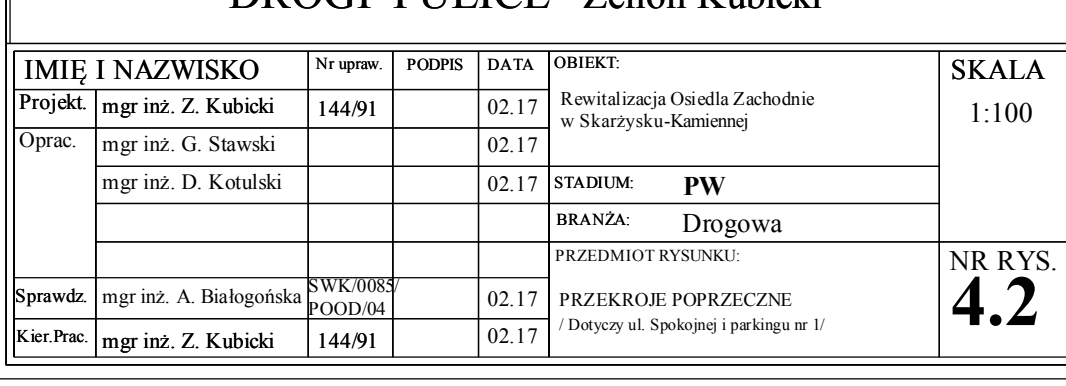 DROGI I ULICE Zenon Kubicki
IMIĘ I NAZWISKO Nr upraw. PODPIS DATA OBIEKT: SKALA
Projekt. mgr inż. Z. Kubicki 144/91 02.17 Rewitalizacja Osiedla Zachodnie 1:100
w Skarżysku-Kamiennej
Oprac. mgr inż. G. Stawski 02.17
mgr inż. D. Kotulski 02.17 STADIUM: PW
BRANŻA: Drogowa
PRZEDMIOT RYSUNKU: NR RYS.
Sprawdz. mgr inż. A. Białogońska SWK/0085/ 02.17 PRZEKROJE POPRZECZNE 4.2
POOD/04
/ Dotyczy ul. Spokojnej i parkingu nr 1/
Kier.Prac. mgr inż. Z. Kubicki 144/91 02.17